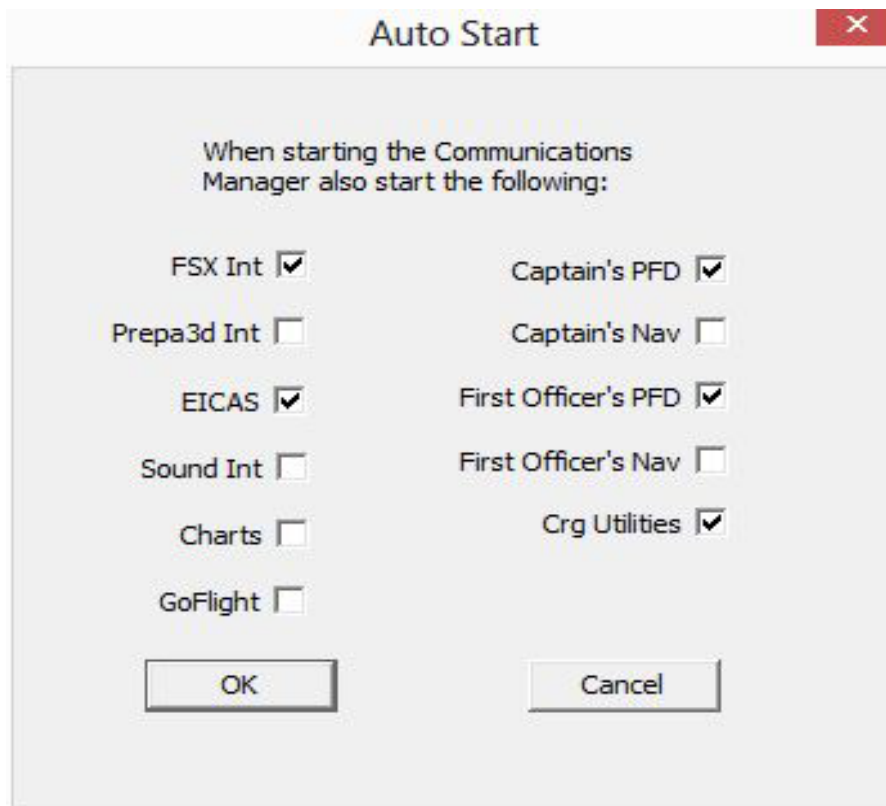 Auto Start
When starting the Communications
Manager also start the following:
FSX Int
Captain's PFD
Prepa3d Int
Captain's Nav
EICAS
First Officer's PFD
Sound Int
First Officer's Nav
Charts
Crg Utilities
GoFlight
OK
Cancel